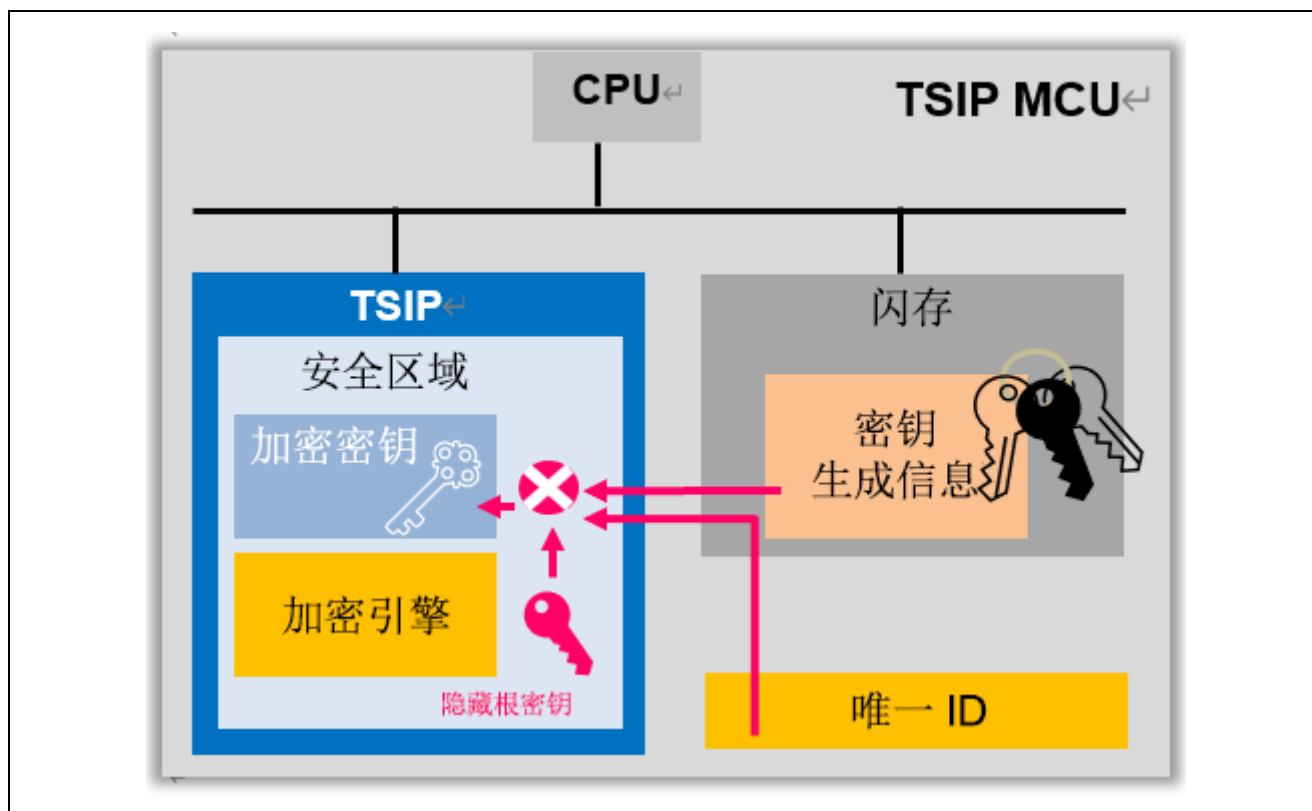 CPU↵
TSIP MCU↵
TSIP↵
安全区域
加密密钥
加密引擎
隐藏根密钥
闪存
密钥
生成信息
唯一 ID